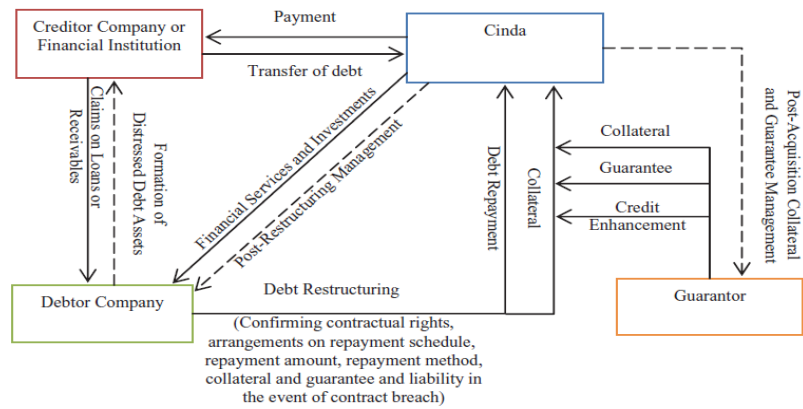 Creditor Company or
Financial Institution
Payment
Transfer of debt
Cinda
Claims on Loans or
Receivables
Formation of
Distressed Debt Assets
Financial Services and Investments
Post-Restructuring Management
Debt Repayment
Collateral
Collateral
Guarantee
Credit
Enhancement
Post-Acquisition Collateral
and Guarantee Management
Debtor Company
Debt Restructuring
(Confirming contractual rights,
arrangements on repayment schedule,
repayment amount, repayment method,
collateral and guarantee and liability in
the event of contract breach)
Guarantor